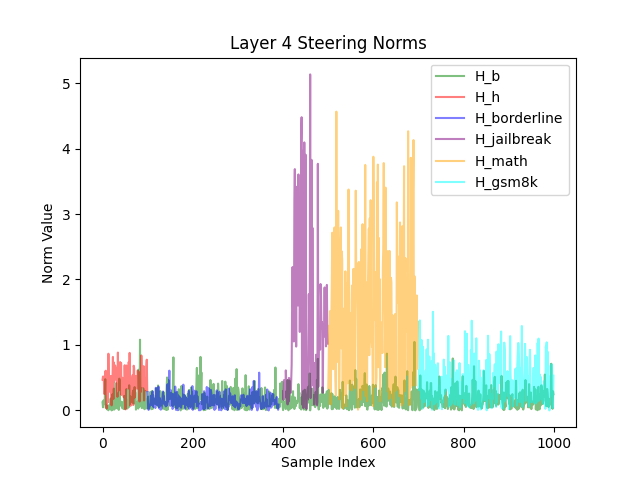 Layer 4 Steering Norms
H_b
H_h
H_borderline
H_jailbreak
H_math
H_gsm8k
Norm Value
5
4
3
2
1
0
0 200 400 600 800 1000
Sample Index